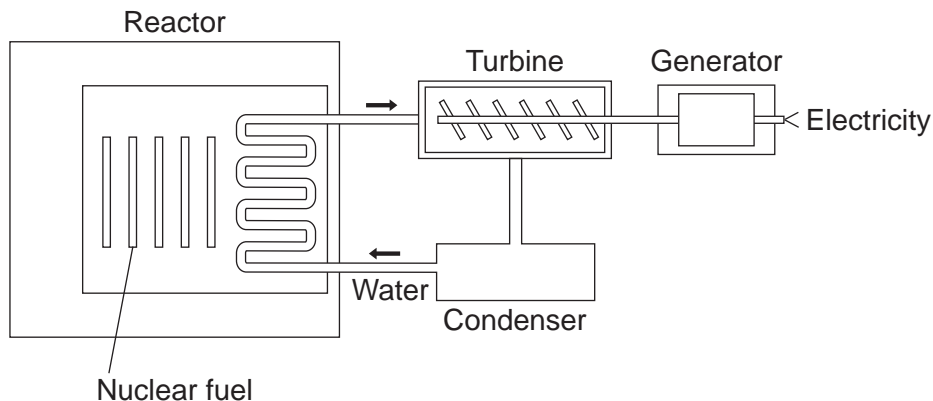 Reactor
Turbine
Generator
Electricity
Water
Condenser
Nuclear fuel